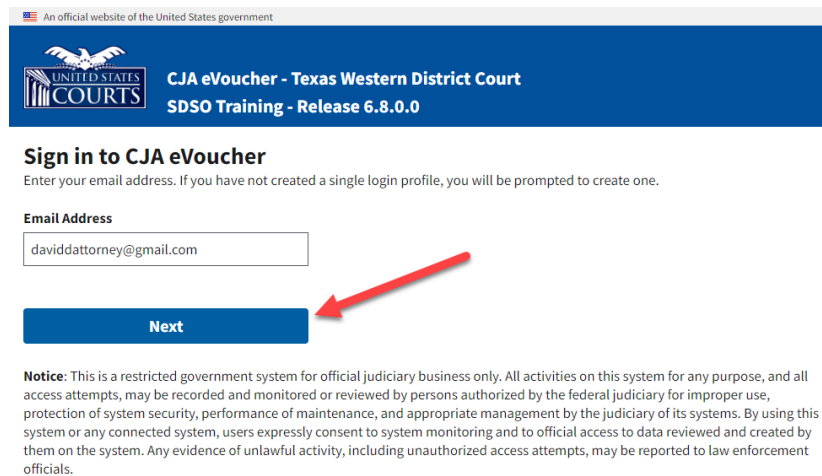 An official website of the United States government
UNITED STATES
COURTS
CJA eVoucher - Texas Western District Court
SDSO Training - Release 6.8.0.0
Sign in to CJA eVoucher
Enter your email address. If you have not created a single login profile, you will be prompted to create one.
Email Address
daviddattorney@gmail.com
Next
Notice: This is a restricted government system for official judiciary business only. All activities on this system for any purpose, and all
access attempts, may be recorded and monitored or reviewed by persons authorized by the federal judiciary for improper use,
protection of system security, performance of maintenance, and appropriate management by the judiciary of its systems. By using this
system or any connected system, users expressly consent to system monitoring and to official access to data reviewed and created by
them on the system. Any evidence of unlawful activity, including unauthorized access attempts, may be reported to law enforcement
officials.